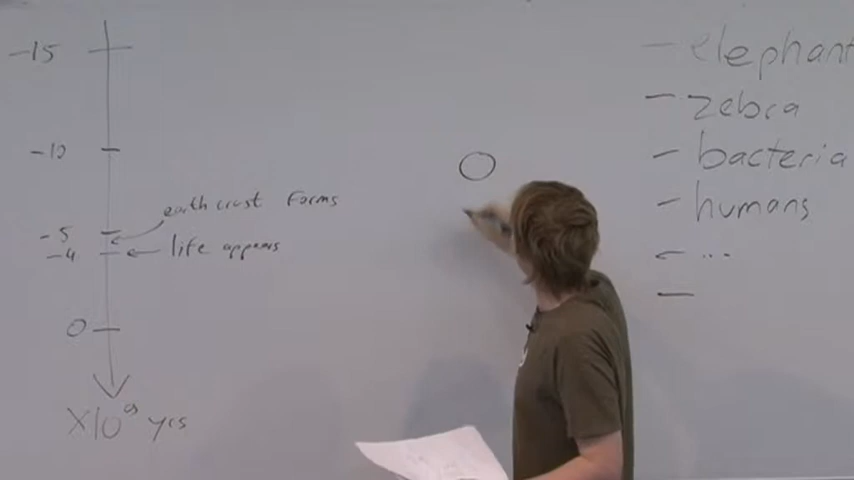 -15
-10
-5
earth crust forms
-4
life appears
0
x10⁹ yrs
- elephant
- zebra
- bacteria
- humans
- ...
-